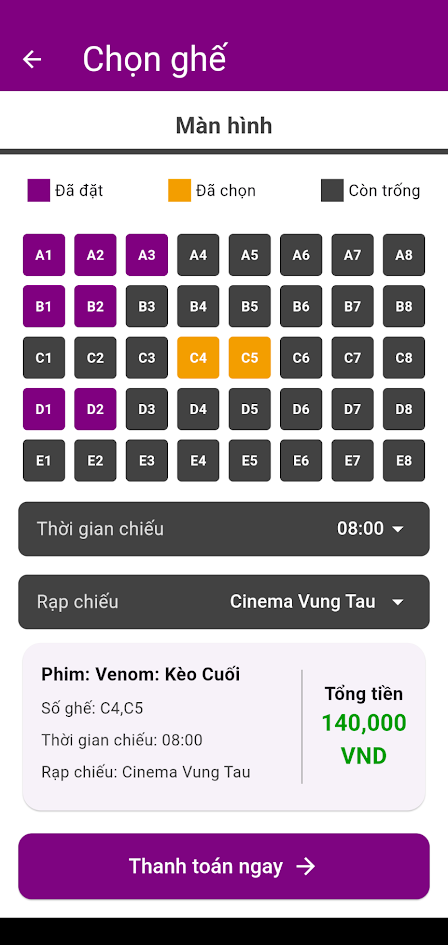 Chọn ghế
Màn hình
Đã đặt Đã chọn Còn trống
A1 A2 A3 A4 A5 A6 A7 A8
B1 B2 B3 B4 B5 B6 B7 B8
C1 C2 C3 C4 C5 C6 C7 C8
D1 D2 D3 D4 D5 D6 D7 D8
E1 E2 E3 E4 E5 E6 E7 E8
Thời gian chiếu 08:00
Rạp chiếu Cinema Vung Tau
Phim: Venom: Kèo Cuối
Số ghế: C4,C5
Thời gian chiếu: 08:00
Rạp chiếu: Cinema Vung Tau
Tổng tiền
140,000
VND
Thanh toán ngay